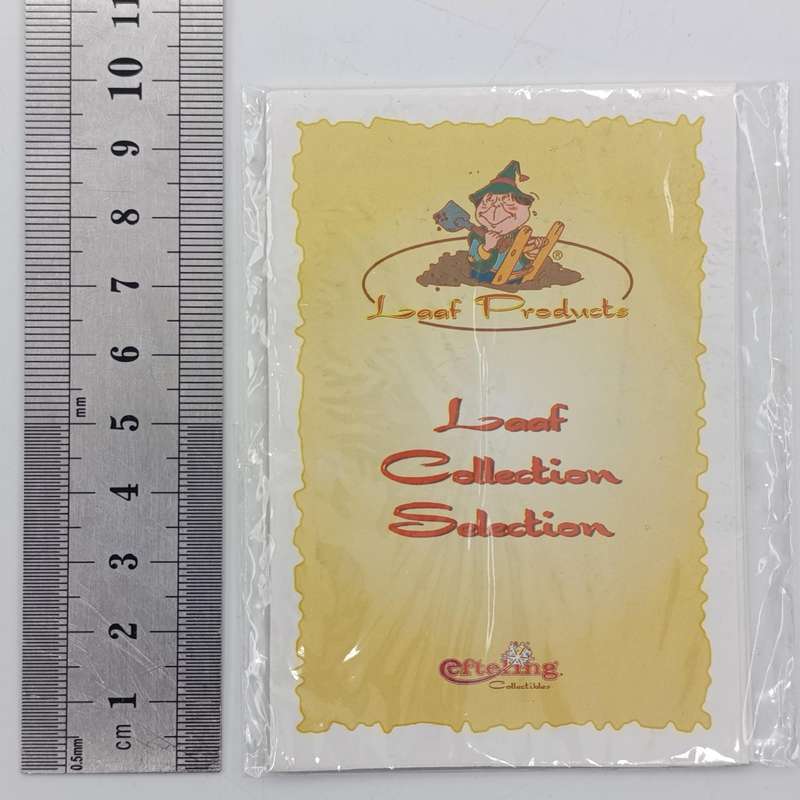 11
10
9
8
7
6
mm
5
4
3
2
1
cm
0.5mm
®
Laaf Products
Laaf
Collection
Selection
efteling.
Collectibles